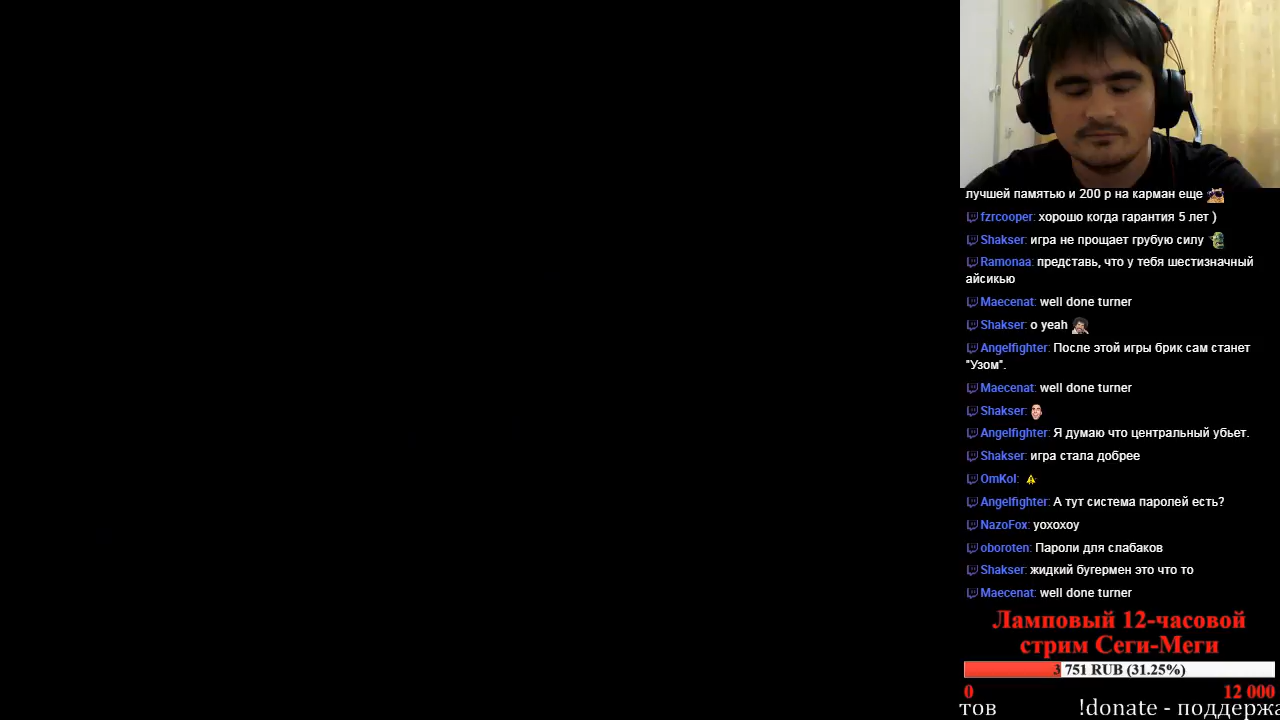 лучшей памятью и 200 р на карман еще
fzrcooper: хорошо когда гарантия 5 лет )
Shakser: игра не прощает грубую силу
Ramonaa: представь, что у тебя шестизначный
айсикью
Maecenat: well done turner
Shakser: o yeah
Angelfighter: После этой игры брик сам станет
"Узом".
Maecenat: well done turner
Shakser:
Angelfighter: Я думаю что центральный убьет.
Shakser: игра стала добрее
OmKol:
Angelfighter: А тут система паролей есть?
NazoFox: уохохоу
oboroten: Пароли для слабаков
Shakser: жидкий бугермен это что то
Maecenat: well done turner
Ламповый 12-часовой
стрим Сеги-Меги
3 751 RUB (31.25%)
0 12 000
тов !donate - поддержа